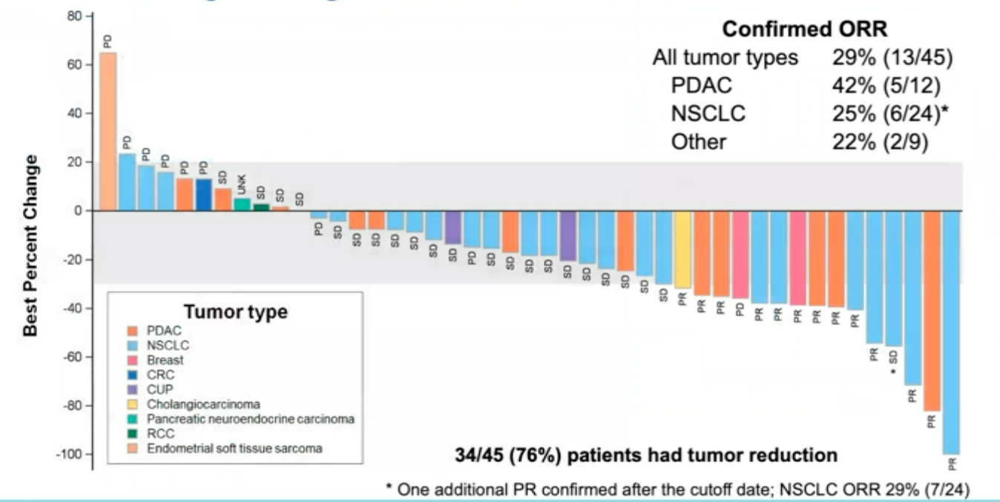 Confirmed ORR
All tumor types 29% (13/45)
PDAC 42% (5/12)
NSCLC 25% (6/24)*
Other 22% (2/9)
Best Percent Change
80
60
40
20
0
-20
-40
-60
-80
-100
PD
PD
PD
PD
PD
PD
SD
UNK
SD
SD
SD
PD
SD
SD
SD
SD
SD
SD
SD
PD
SD
SD
SD
SD
SD
SD
SD
SD
SD
SD
PR
PR
PR
PD
PR
PR
PR
PR
PR
PR
PR
* SD
PR
PR
PR
Tumor type
PDAC
NSCLC
Breast
CRC
CUP
Cholangiocarcinoma
Pancreatic neuroendocrine carcinoma
RCC
Endometrial soft tissue sarcoma
34/45 (76%) patients had tumor reduction
* One additional PR confirmed after the cutoff date; NSCLC ORR 29% (7/24)